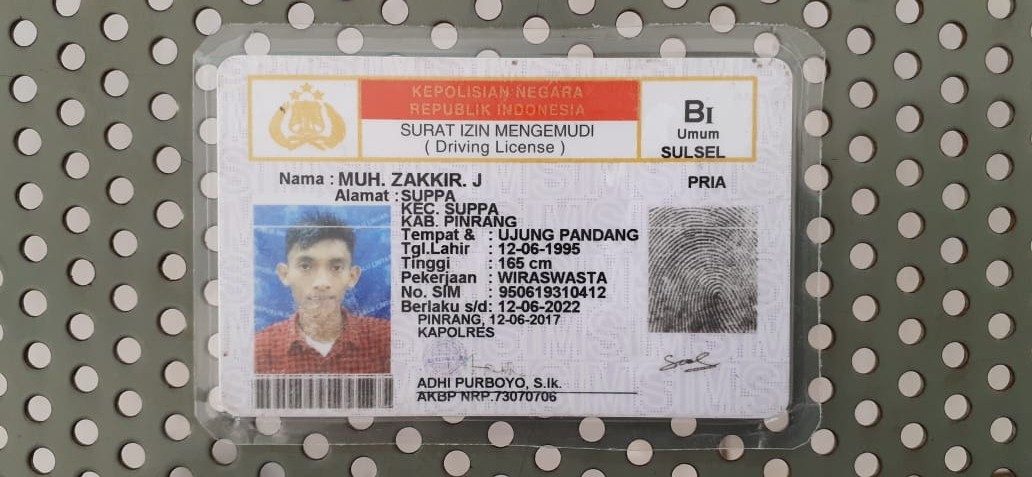 KEPOLISIAN NEGARA
REPUBLIK INDONESIA
SURAT IZIN MENGEMUDI
( Driving License )
BI
Umum
SULSEL
Nama : MUH. ZAKKIR. J
PRIA
Alamat : SUPPA
KEC. SUPPA
KAB. PINRANG
Tempat & : UJUNG PANDANG
Tgl.Lahir : 12-06-1995
Tinggi : 165 cm
Pekerjaan : WIRASWASTA
No. SIM : 950619310412
Berlaku s/d: 12-06-2022
PINRANG, 12-06-2017
KAPOLRES
ADHI PURBOYO, S.Ik.
AKBP NRP.73070706